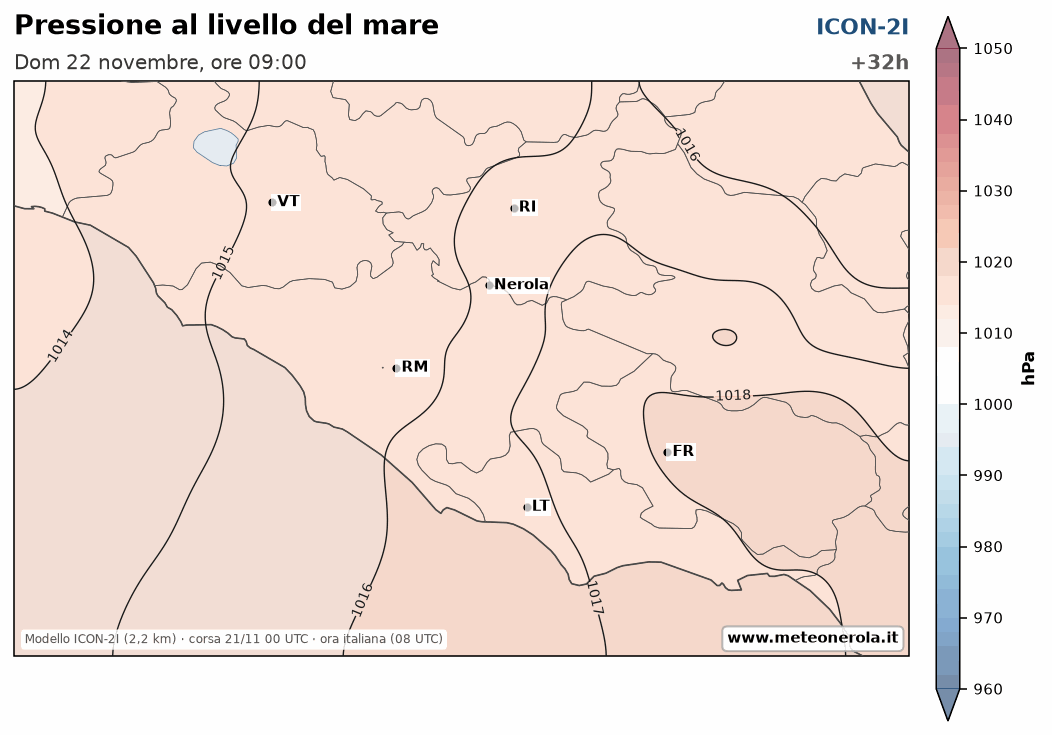 Pressione al livello del mare
ICON-2I
Dom 22 novembre, ore 09:00
+32h
1050
1016
1040
VT
RI
1030
1015
1020
Nerola
1014
1010
RM
hPa
1018
1000
FR
990
LT
980
1016
1017
970
Modello ICON-2I (2,2 km) · corsa 21/11 00 UTC · ora italiana (08 UTC)
www.meteonerola.it
960